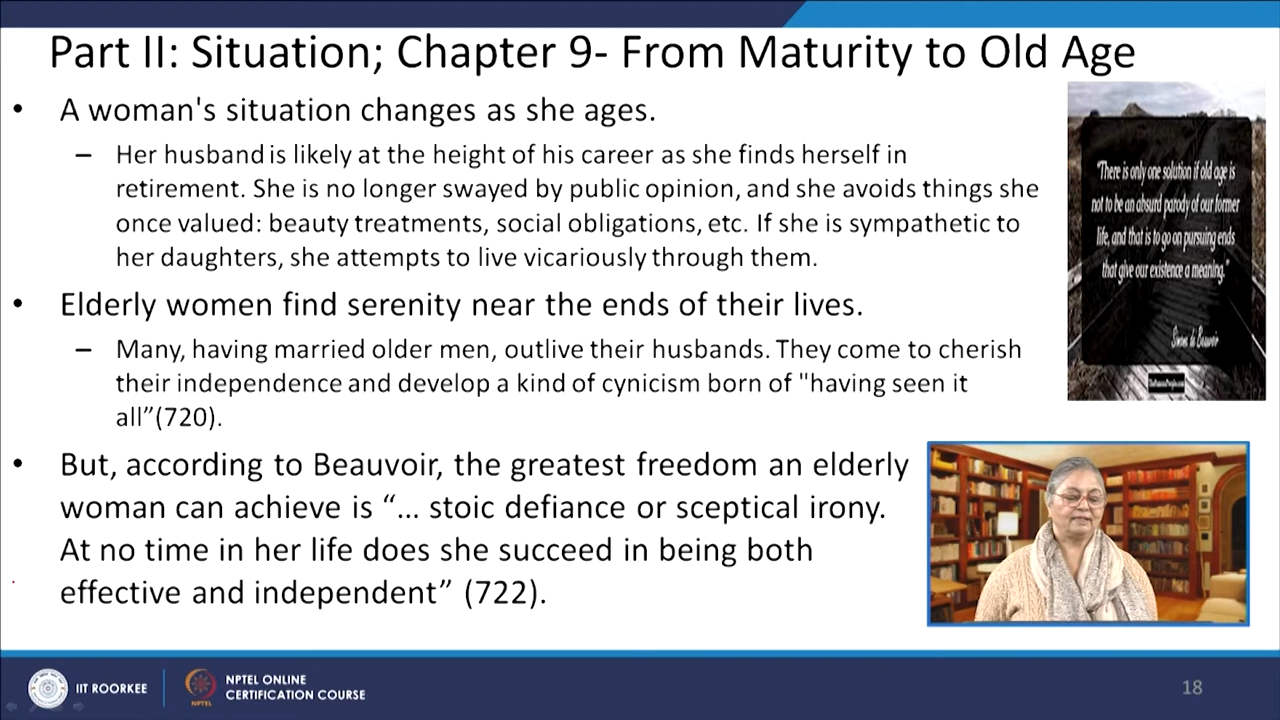 Part II: Situation; Chapter 9- From Maturity to Old Age
• A woman's situation changes as she ages.
– Her husband is likely at the height of his career as she finds herself in
retirement. She is no longer swayed by public opinion, and she avoids things she
once valued: beauty treatments, social obligations, etc. If she is sympathetic to
her daughters, she attempts to live vicariously through them.
• Elderly women find serenity near the ends of their lives.
– Many, having married older men, outlive their husbands. They come to cherish
their independence and develop a kind of cynicism born of "having seen it
all”(720).
• But, according to Beauvoir, the greatest freedom an elderly
woman can achieve is “… stoic defiance or sceptical irony.
At no time in her life does she succeed in being both
effective and independent” (722).
"There is only one solution if old age is
not to be an absurd parody of our former
life, and that is to go on pursuing ends
that give our existence a meaning."
Simone de Beauvoir
IIT ROORKEE
NPTEL
NPTEL ONLINE
CERTIFICATION COURSE
18